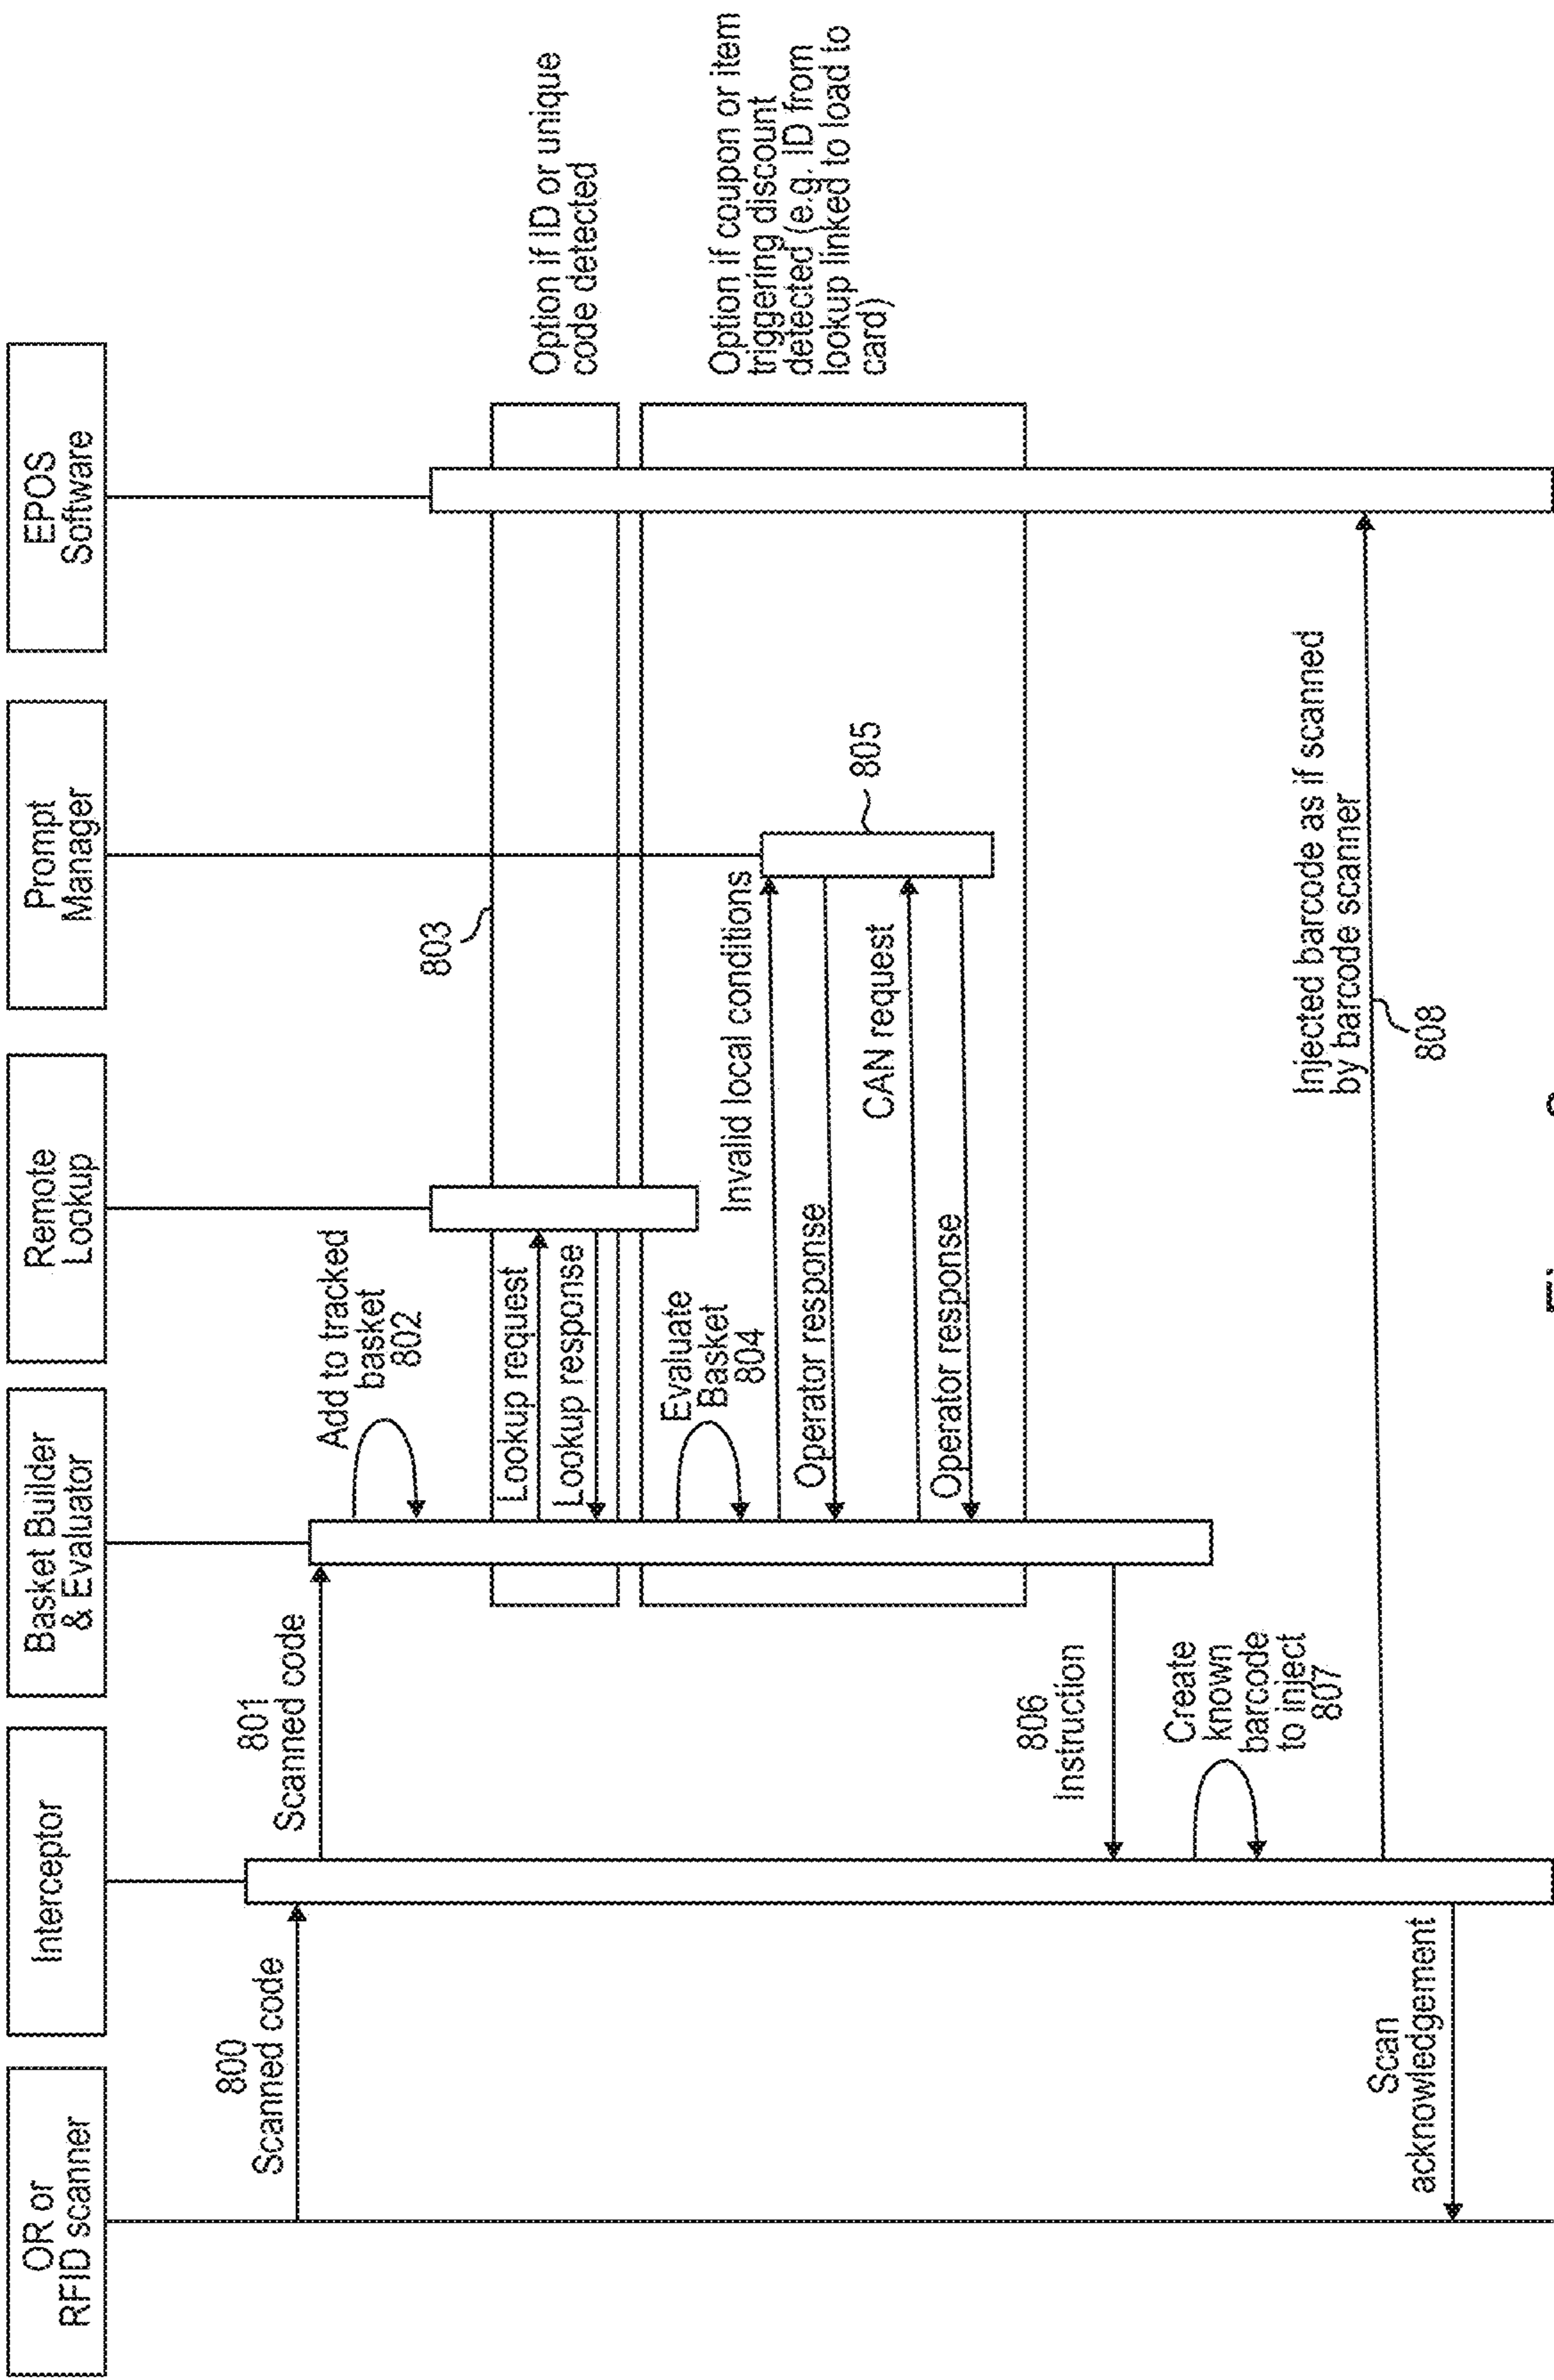 OR or
RFID scanner
Interceptor
Basket Builder
& Evaluator
Remote
Lookup
Prompt
Manager
EPOS
Software
800
Scanned code
801
Scanned code
Add to tracked
basket
802
803
Option if ID or unique
code detected
Lookup request
Lookup response
Evaluate
Basket
804
Option if coupon or item
triggering discount
detected (e.g. ID from
lookup linked to load to
card)
Invalid local conditions
805
Operator response
CAN request
Operator response
806
Instruction
Create
known
barcode
to inject
807
Injected barcode as if scanned
by barcode scanner
808
Scan
acknowledgement